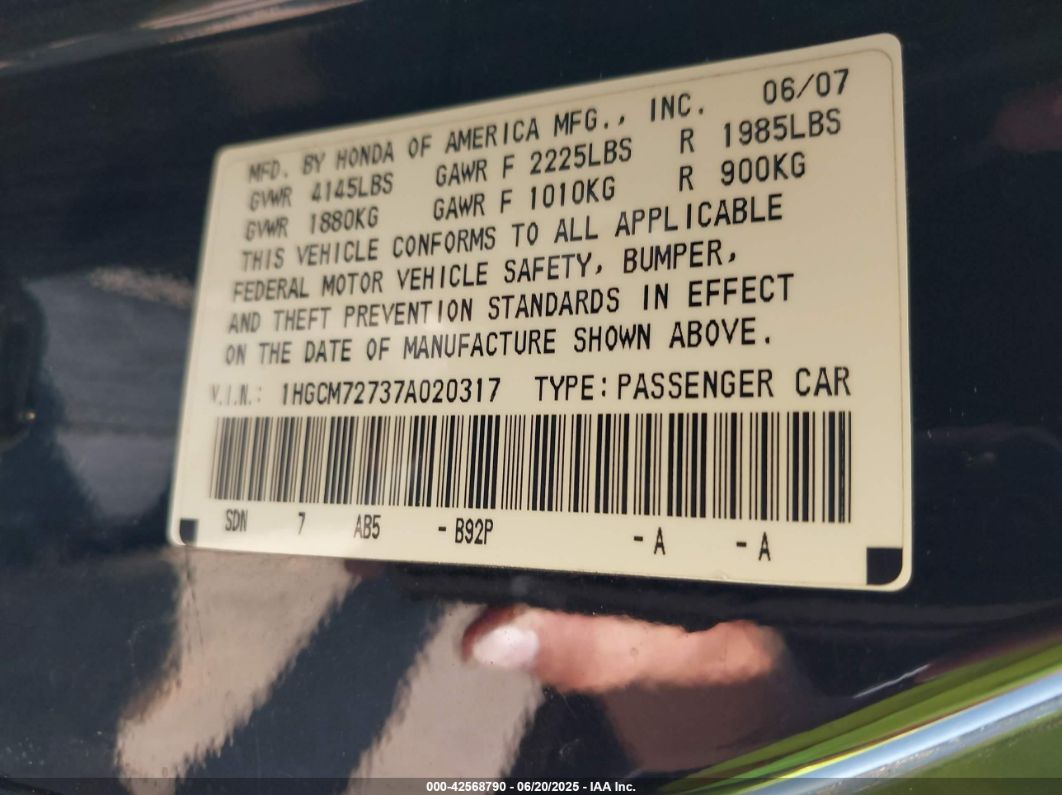 MFD. BY HONDA OF AMERICA MFG., INC. 06/07
GVWR 4145LBS GAWR F 2225LBS R 1985LBS
GVWR 1880KG GAWR F 1010KG R 900KG
THIS VEHICLE CONFORMS TO ALL APPLICABLE
FEDERAL MOTOR VEHICLE SAFETY, BUMPER,
AND THEFT PREVENTION STANDARDS IN EFFECT
ON THE DATE OF MANUFACTURE SHOWN ABOVE.
V.I.N.: 1HGCM72737A020317 TYPE: PASSENGER CAR
SDN 7 AB5 - B92P - A - A
000-42568790 - 06/20/2025 - IAA Inc.